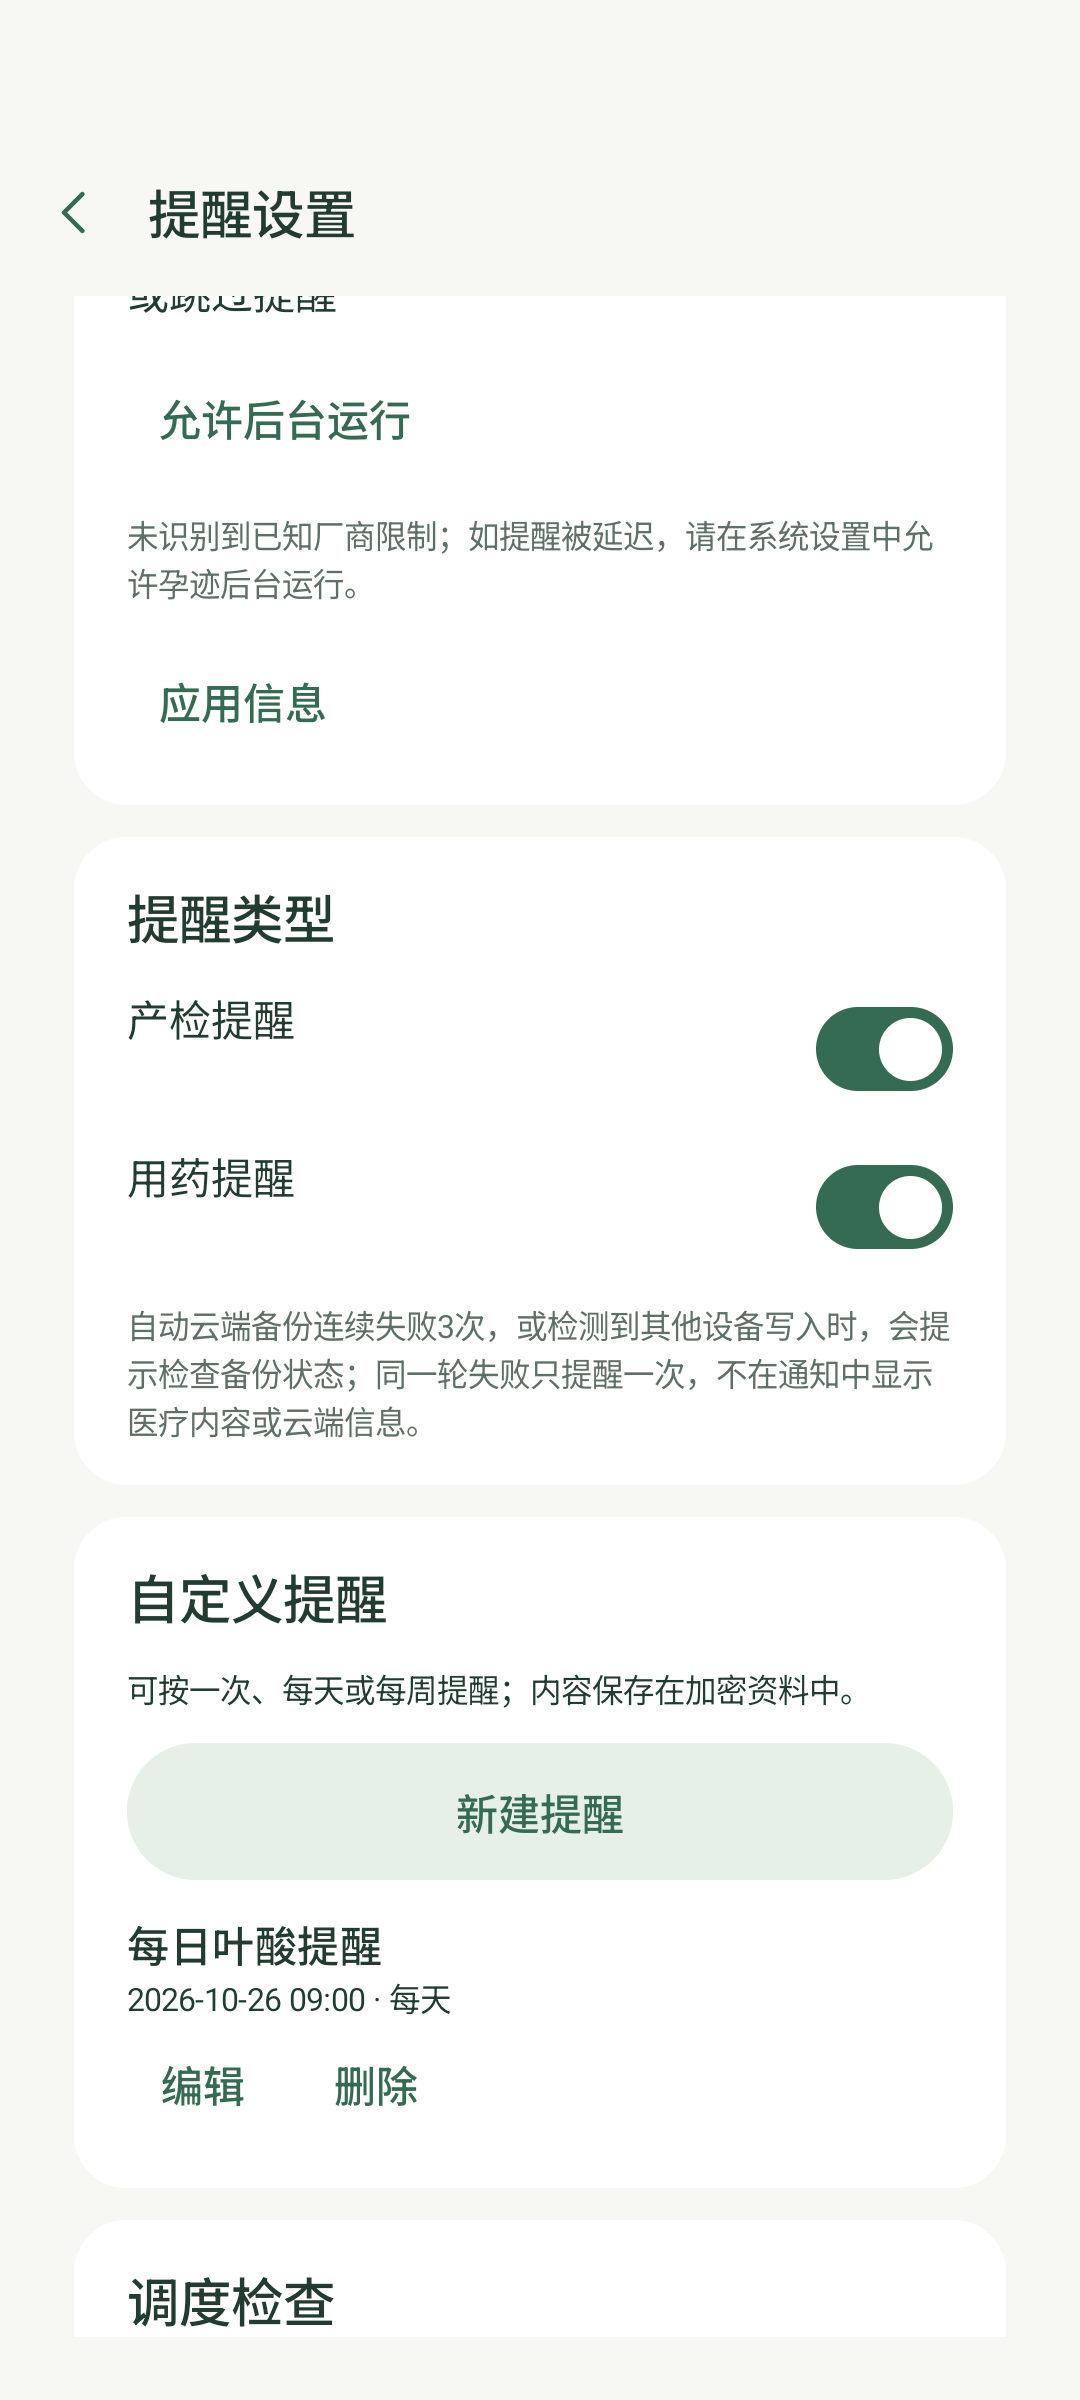 提醒设置
或跳过提醒
允许后台运行
未识别到已知厂商限制；如提醒被延迟，请在系统设置中允
许孕迹后台运行。
应用信息
提醒类型
产检提醒
用药提醒
自动云端备份连续失败3次，或检测到其他设备写入时，会提
示检查备份状态；同一轮失败只提醒一次，不在通知中显示
医疗内容或云端信息。
自定义提醒
可按一次、每天或每周提醒；内容保存在加密资料中。
新建提醒
每日叶酸提醒
2026-10-26 09:00 · 每天
编辑 删除
调度检查